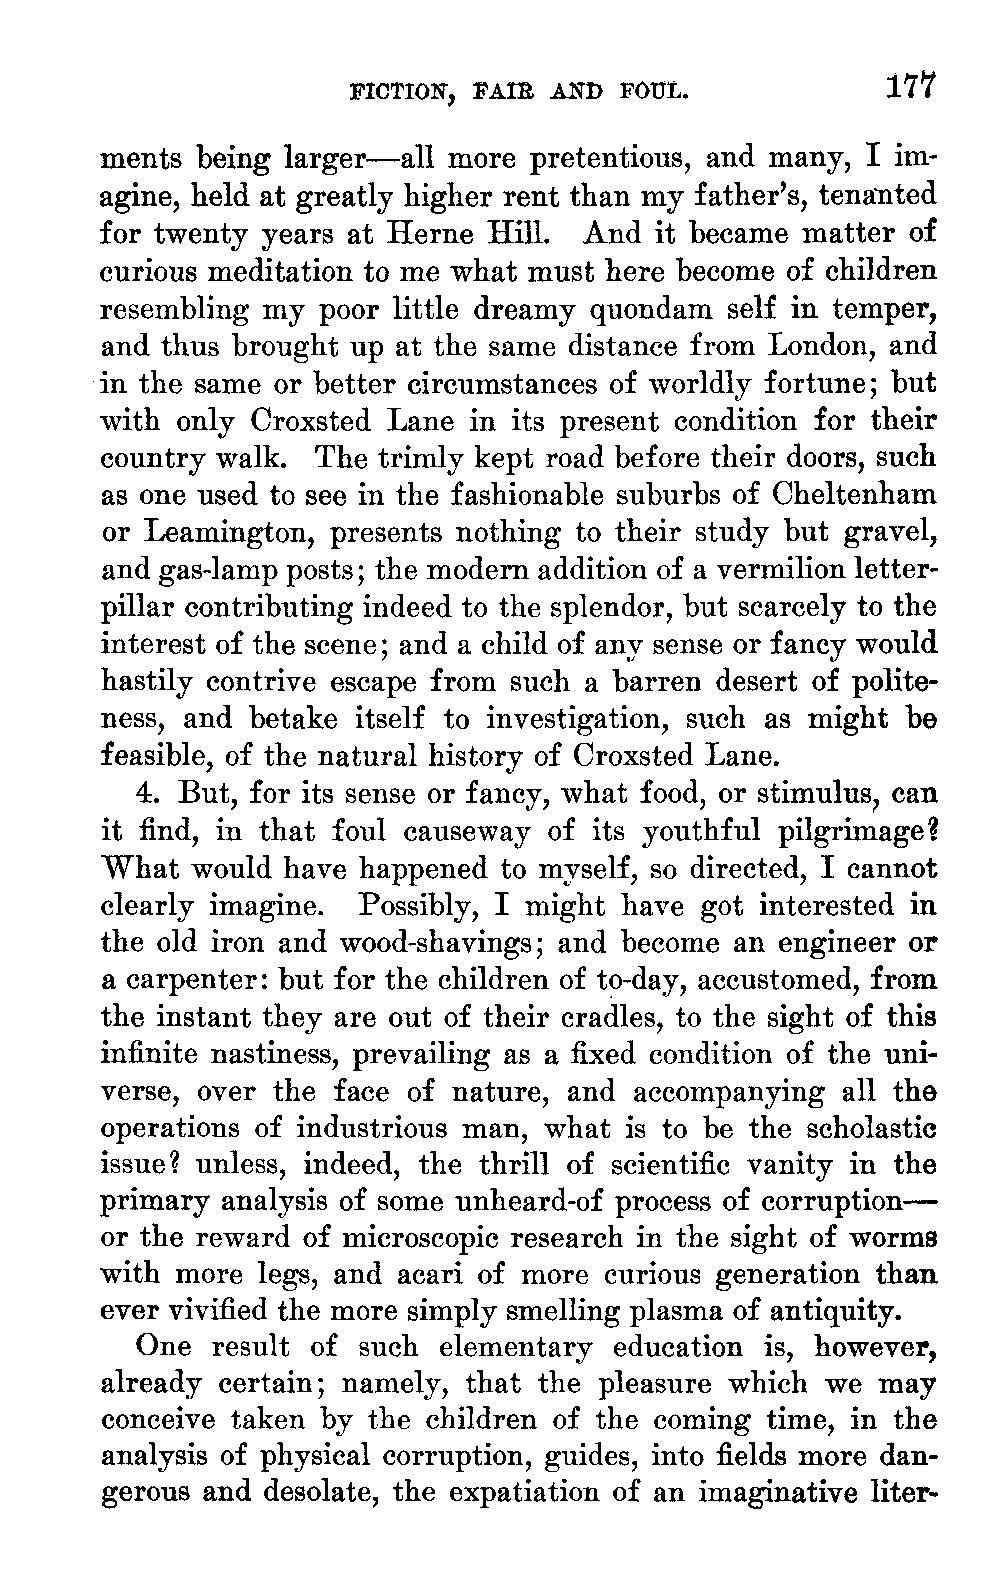 FICTION, FAIR AND FOUL. 177
ments being larger—all more pretentious, and many, I im-
agine, held at greatly higher rent than my father's, tenanted
for twenty years at Herne Hill. And it became matter of
curious meditation to me what must here become of children
resembling my poor little dreamy quondam self in temper,
and thus brought up at the same distance from London, and
in the same or better circumstances of worldly fortune; but
with only Croxsted Lane in its present condition for their
country walk. The trimly kept road before their doors, such
as one used to see in the fashionable suburbs of Cheltenham
or Leamington, presents nothing to their study but gravel,
and gas-lamp posts; the modern addition of a vermilion letter-
pillar contributing indeed to the splendor, but scarcely to the
interest of the scene; and a child of any sense or fancy would
hastily contrive escape from such a barren desert of polite-
ness, and betake itself to investigation, such as might be
feasible, of the natural history of Croxsted Lane.
4. But, for its sense or fancy, what food, or stimulus, can
it find, in that foul causeway of its youthful pilgrimage?
What would have happened to myself, so directed, I cannot
clearly imagine. Possibly, I might have got interested in
the old iron and wood-shavings; and become an engineer or
a carpenter: but for the children of to-day, accustomed, from
the instant they are out of their cradles, to the sight of this
infinite nastiness, prevailing as a fixed condition of the uni-
verse, over the face of nature, and accompanying all the
operations of industrious man, what is to be the scholastic
issue? unless, indeed, the thrill of scientific vanity in the
primary analysis of some unheard-of process of corruption—
or the reward of microscopic research in the sight of worms
with more legs, and acari of more curious generation than
ever vivified the more simply smelling plasma of antiquity.
One result of such elementary education is, however,
already certain; namely, that the pleasure which we may
conceive taken by the children of the coming time, in the
analysis of physical corruption, guides, into fields more dan-
gerous and desolate, the expatiation of an imaginative liter-